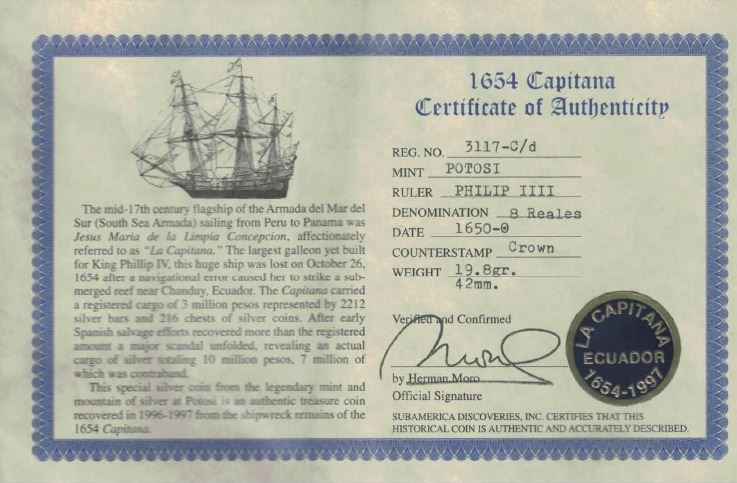 The mid-17th century flagship of the Armada del Mar del
Sur (South Sea Armada) sailing from Peru to Panama was
Jesus Maria de la Limpia Concepcion, affectionately
referred to as "La Capitana." The largest galleon yet built
for King Phillip IV, this huge ship was lost on October 26,
1654 after a navigational error caused her to strike a sub-
merged reef near Chanduy, Ecuador. The Capitana carried
a registered cargo of 3 million pesos represented by 2212
silver bars and 216 chests of silver coins. After early
Spanish salvage efforts recovered more than the registered
amount a major scandal unfolded, revealing an actual
cargo of silver totaling 10 million pesos, 7 million of
which was contraband.
This special silver coin from the legendary mint and
mountain of silver at Potosi is an authentic treasure coin
recovered in 1996-1997 from the shipwreck remains of the
1654 Capitana.
1654 Capitana
Certificate of Authenticity
REG. NO. 3117-C/d
MINT POTOSI
RULER PHILIP IIII
DENOMINATION 8 Reales
DATE 1650-0
COUNTERSTAMP Crown
WEIGHT 19.8gr.
42mm.
Verified and Confirmed
by Herman Moro
Official Signature
LA CAPITANA
ECUADOR
1654-1997
SUBAMERICA DISCOVERIES, INC. CERTIFIES THAT THIS
HISTORICAL COIN IS AUTHENTIC AND ACCURATELY DESCRIBED.